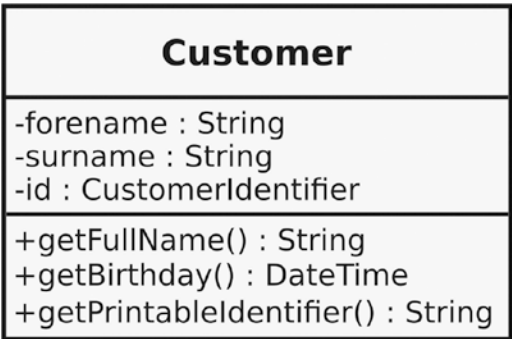 Customer
-forename : String
-surname : String
-id : CustomerIdentifier
+getFullName() : String
+getBirthday() : DateTime
+getPrintableIdentifier() : String